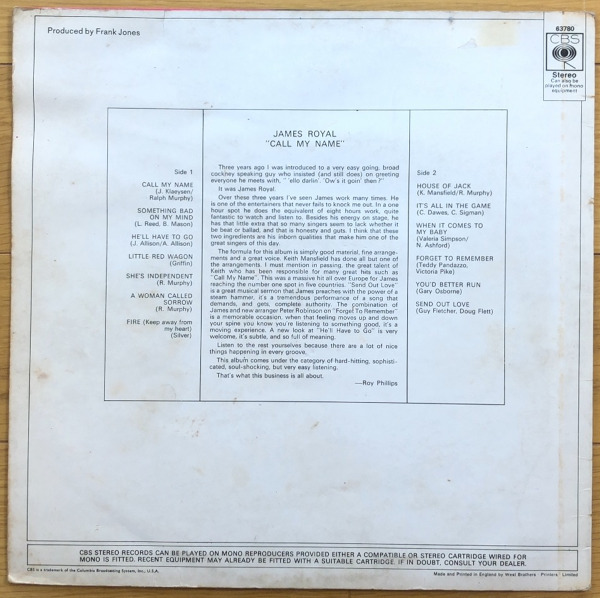 Produced by Frank Jones
63780
CBS
Stereo
Can also be
played on mono
equipment
JAMES ROYAL
"CALL MY NAME"
Side 1
CALL MY NAME
(J. Klaeysen/
Ralph Murphy)
SOMETHING BAD
ON MY MIND
(L. Reed, B. Mason)
HE'LL HAVE TO GO
(J. Allison/A. Allison)
LITTLE RED WAGON
(Griffin)
SHE'S INDEPENDENT
(R. Murphy)
A WOMAN CALLED
SORROW
(R. Murphy)
FIRE (Keep away from
my heart)
(Silver)
Three years ago I was introduced to a very easy going, broad
cockney speaking guy who insisted (and still does) on greeting
everyone he meets with, " 'ello darlin'. 'Ow's it goin' then?"
It was James Royal.
Over these three years I've seen James work many times. He
is one of the entertainers that never fails to knock me out. In a one
hour spot he does the equivalent of eight hours work, quite
fantastic to watch and listen to. Besides his energy on stage, he
has that little extra that so many singers seem to lack whether it
be beat or ballad, and that is honesty and guts. I think that these
two ingredients are his inborn qualities that make him one of the
great singers of this day.
The formula for this album is simply good material, fine arrange-
ments and a great voice. Keith Mansfield has done all but one of
the arrangements. I must mention in passing, the great talent of
Keith who has been responsible for many great hits such as
"Call My Name". This was a massive hit all over Europe for James
reaching the number one spot in five countries. "Send Out Love"
is a great musical sermon that James preaches with the power of a
steam hammer, it's a tremendous performance of a song that
demands, and gets, complete authority. The combination of
James and new arranger Peter Robinson on "Forget To Remember"
is a memorable occasion, when that feeling moves up and down
your spine you know you're listening to something good, it's a
moving experience. A new look at "He'll Have to Go" is very
welcome, it's subtle, and so full of meaning.
Listen to the rest yourselves because there are a lot of nice
things happening in every groove.
This album comes under the category of hard-hitting, sophisti-
cated, soul-shocking, but very easy listening.
That's what this business is all about.
—Roy Phillips
Side 2
HOUSE OF JACK
(K. Mansfield/R. Murphy)
IT'S ALL IN THE GAME
(C. Dawes, C. Sigman)
WHEN IT COMES TO
MY BABY
(Valeria Simpson/
N. Ashford)
FORGET TO REMEMBER
(Teddy Pandazzo,
Victoria Pike)
YOU'D BETTER RUN
(Gary Osborne)
SEND OUT LOVE
(Guy Fletcher, Doug Flett)
CBS STEREO RECORDS CAN BE PLAYED ON MONO REPRODUCERS PROVIDED EITHER A COMPATIBLE OR STEREO CARTRIDGE WIRED FOR
MONO IS FITTED. RECENT EQUIPMENT MAY ALREADY BE FITTED WITH A SUITABLE CARTRIDGE. IF IN DOUBT, CONSULT YOUR DEALER.
CBS is a trademark of the Columbia Broadcasting System, Inc., U.S.A.
Made and Printed in England by West Brothers Printers Limited